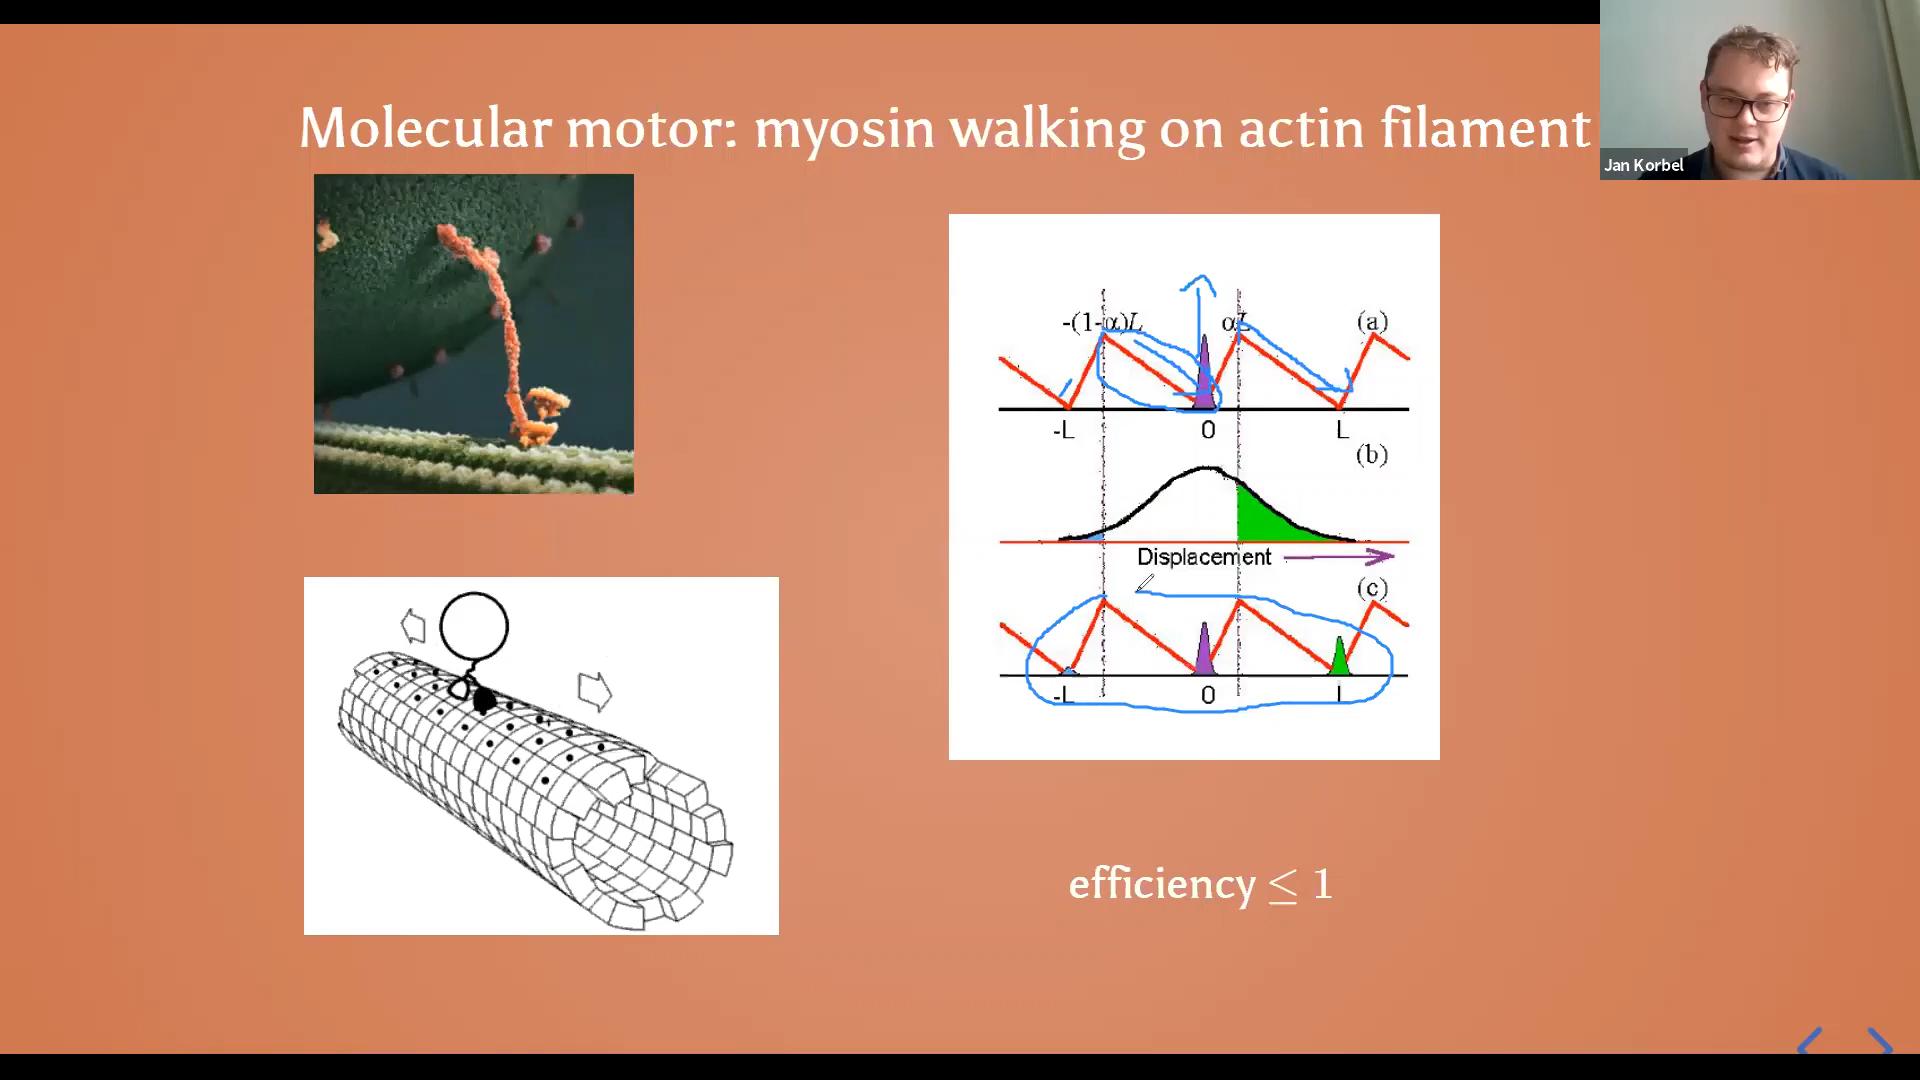 Molecular motor: myosin walking on actin filament
Jan Korbel
-(1-α)L
αL
(a)
-L
0
L
(b)
Displacement
(c)
-L
0
L
efficiency ≤ 1